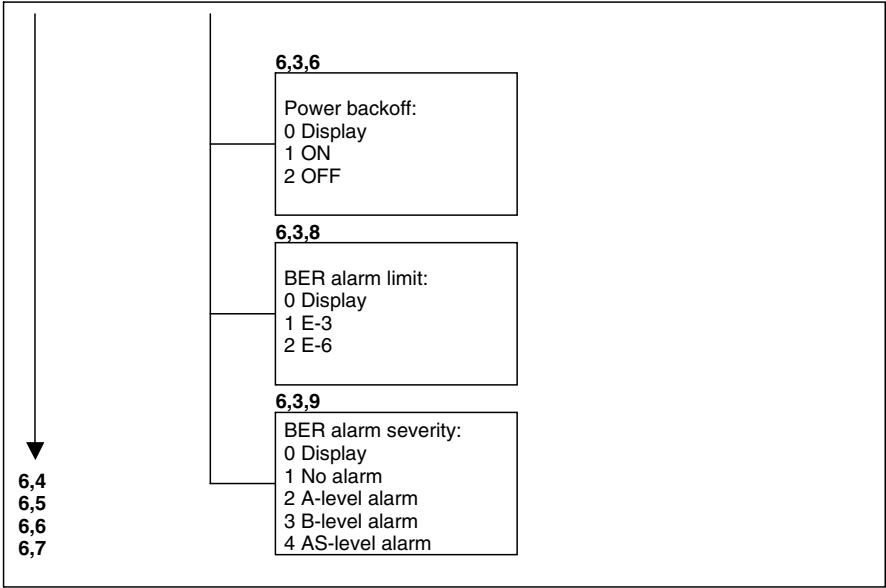 6,3,6
Power backoff:
0 Display
1 ON
2 OFF
6,3,8
BER alarm limit:
0 Display
1 E-3
2 E-6
6,3,9
BER alarm severity:
0 Display
1 No alarm
2 A-level alarm
3 B-level alarm
4 AS-level alarm
6,4
6,5
6,6
6,7